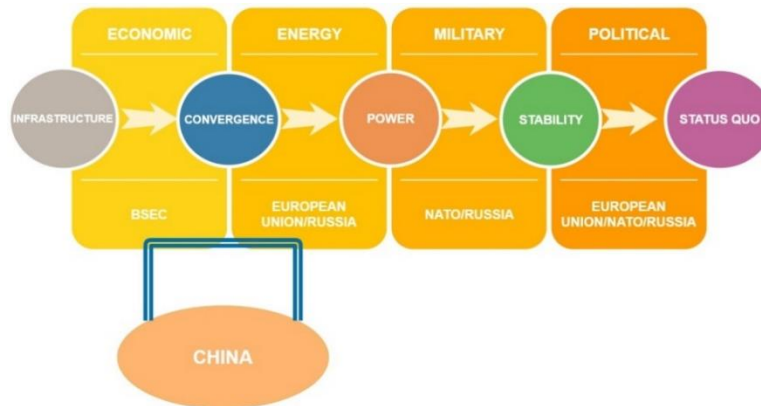 ECONOMIC
ENERGY
MILITARY
POLITICAL
INFRASTRUCTURE
CONVERGENCE
POWER
STABILITY
STATUS QUO
BSEC
EUROPEAN
UNION/RUSSIA
NATO/RUSSIA
EUROPEAN
UNION/NATO/RUSSIA
CHINA